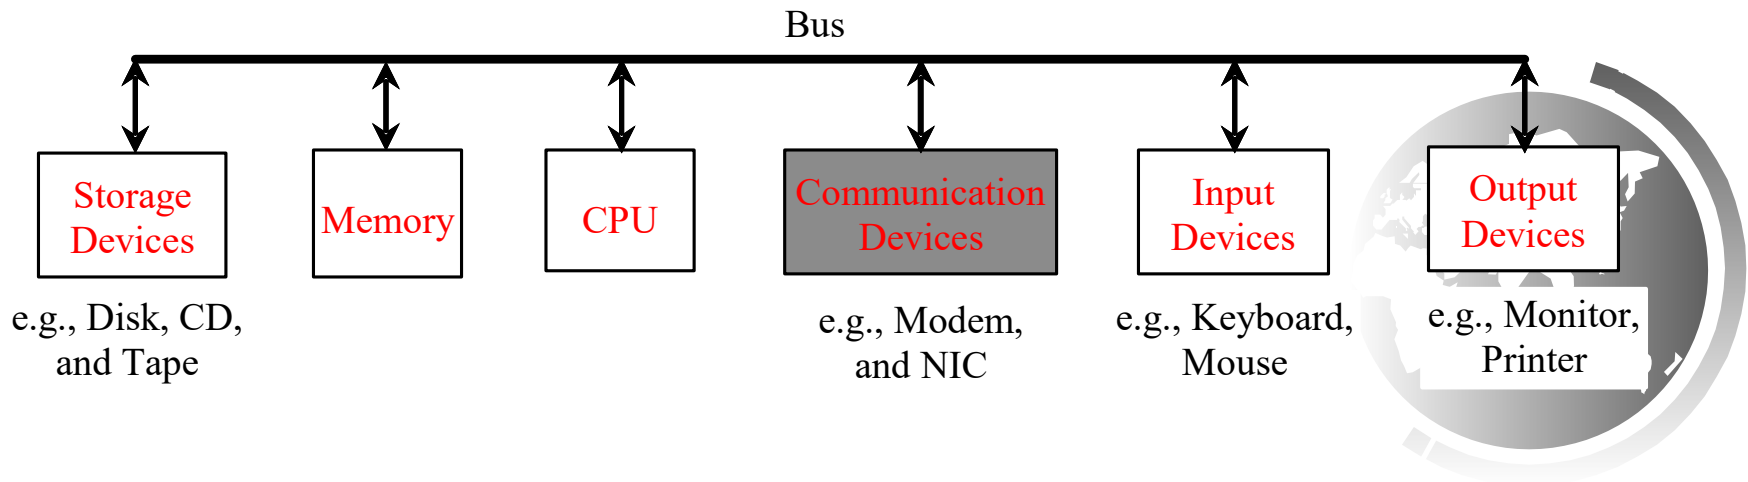 Bus
Storage
Devices
Memory
CPU
Communication
Devices
Input
Devices
Output
Devices
e.g., Disk, CD,
and Tape
e.g., Modem,
and NIC
e.g., Keyboard,
Mouse
e.g., Monitor,
Printer